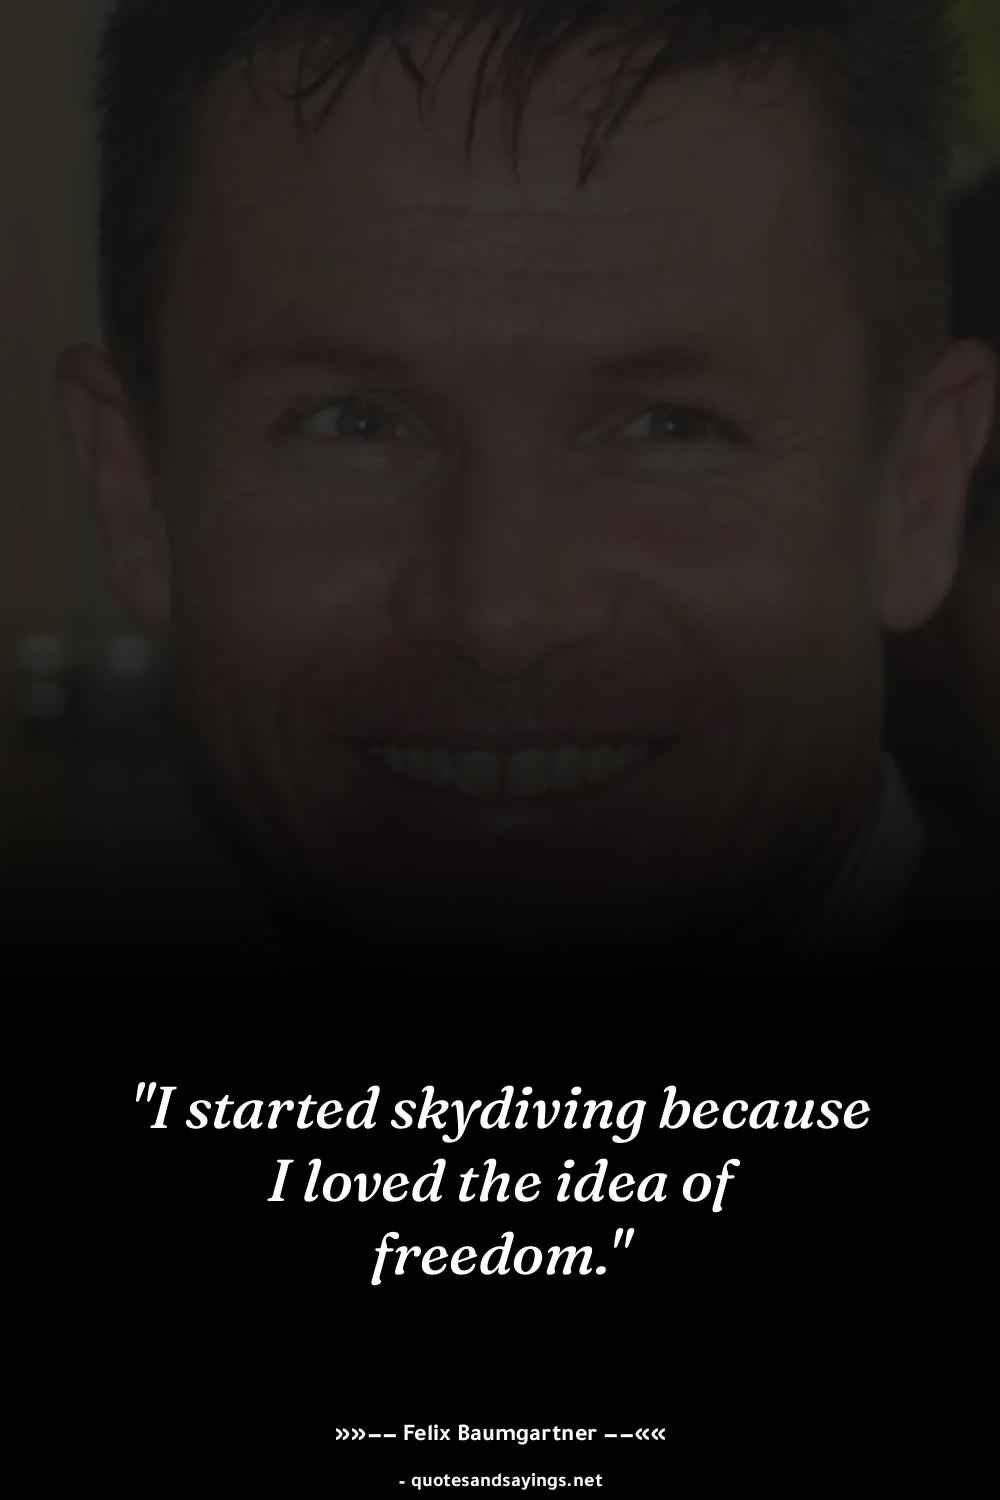 "I started skydiving because
I loved the idea of
freedom."
»»–– Felix Baumgartner ––««
- quotesandsayings.net